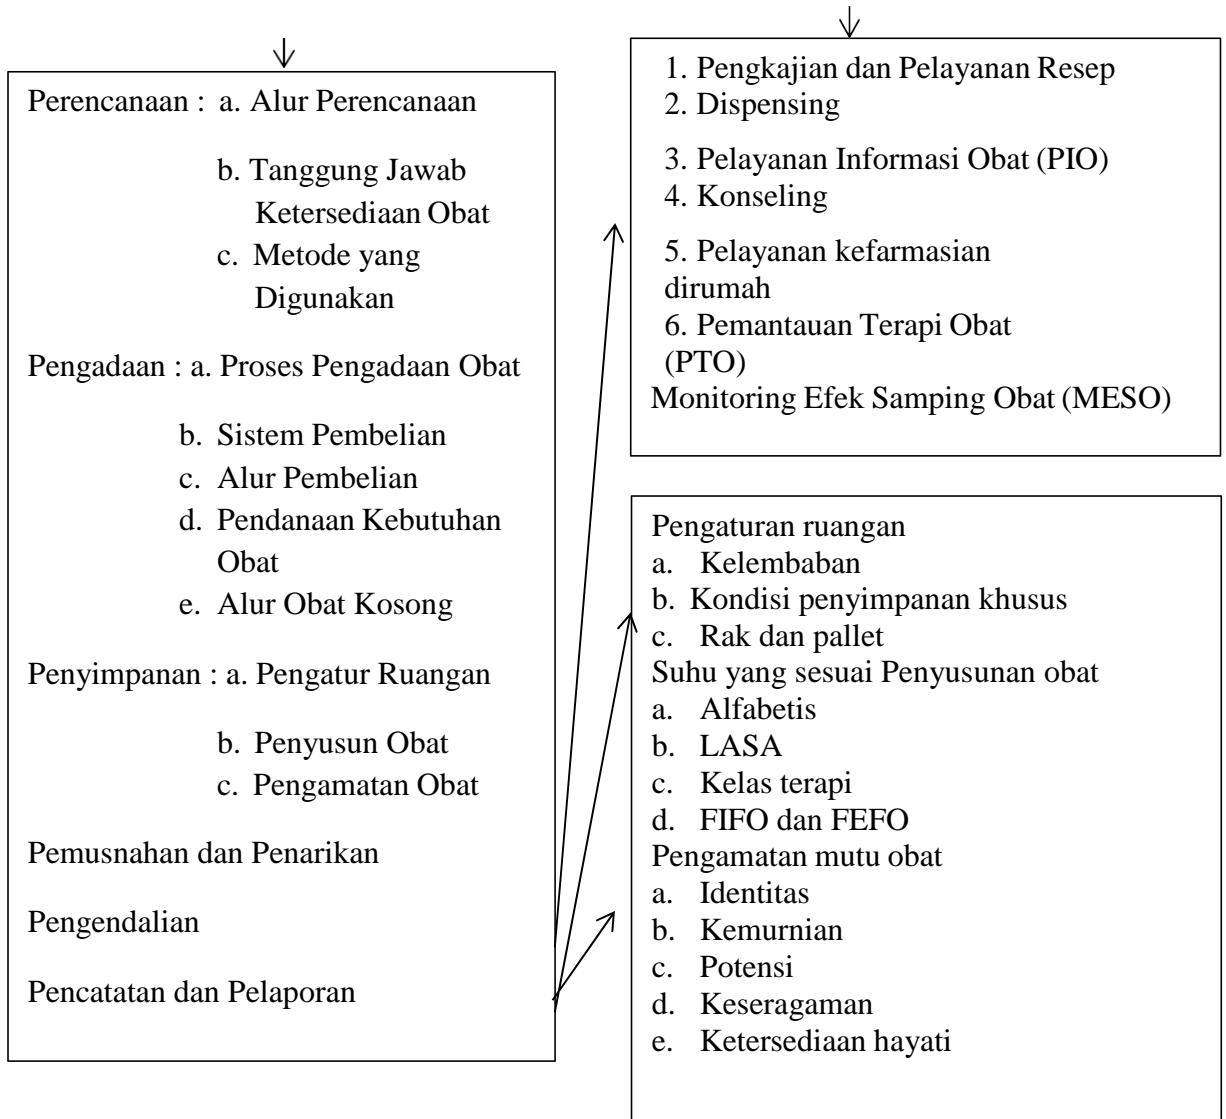 Perencanaan : a. Alur Perencanaan
b. Tanggung Jawab
Ketersediaan Obat
c. Metode yang
Digunakan
Pengadaan : a. Proses Pengadaan Obat
b. Sistem Pembelian
c. Alur Pembelian
d. Pendanaan Kebutuhan
Obat
e. Alur Obat Kosong
Penyimpanan : a. Pengatur Ruangan
b. Penyusun Obat
c. Pengamatan Obat
Pemusnahan dan Penarikan
Pengendalian
Pencatatan dan Pelaporan
1. Pengkajian dan Pelayanan Resep
2. Dispensing
3. Pelayanan Informasi Obat (PIO)
4. Konseling
5. Pelayanan kefarmasian
dirumah
6. Pemantauan Terapi Obat
(PTO)
Monitoring Efek Samping Obat (MESO)
Pengaturan ruangan
a. Kelembaban
b. Kondisi penyimpanan khusus
c. Rak dan pallet
Suhu yang sesuai Penyusunan obat
a. Alfabetis
b. LASA
c. Kelas terapi
d. FIFO dan FEFO
Pengamatan mutu obat
a. Identitas
b. Kemurnian
c. Potensi
d. Keseragaman
e. Ketersediaan hayati